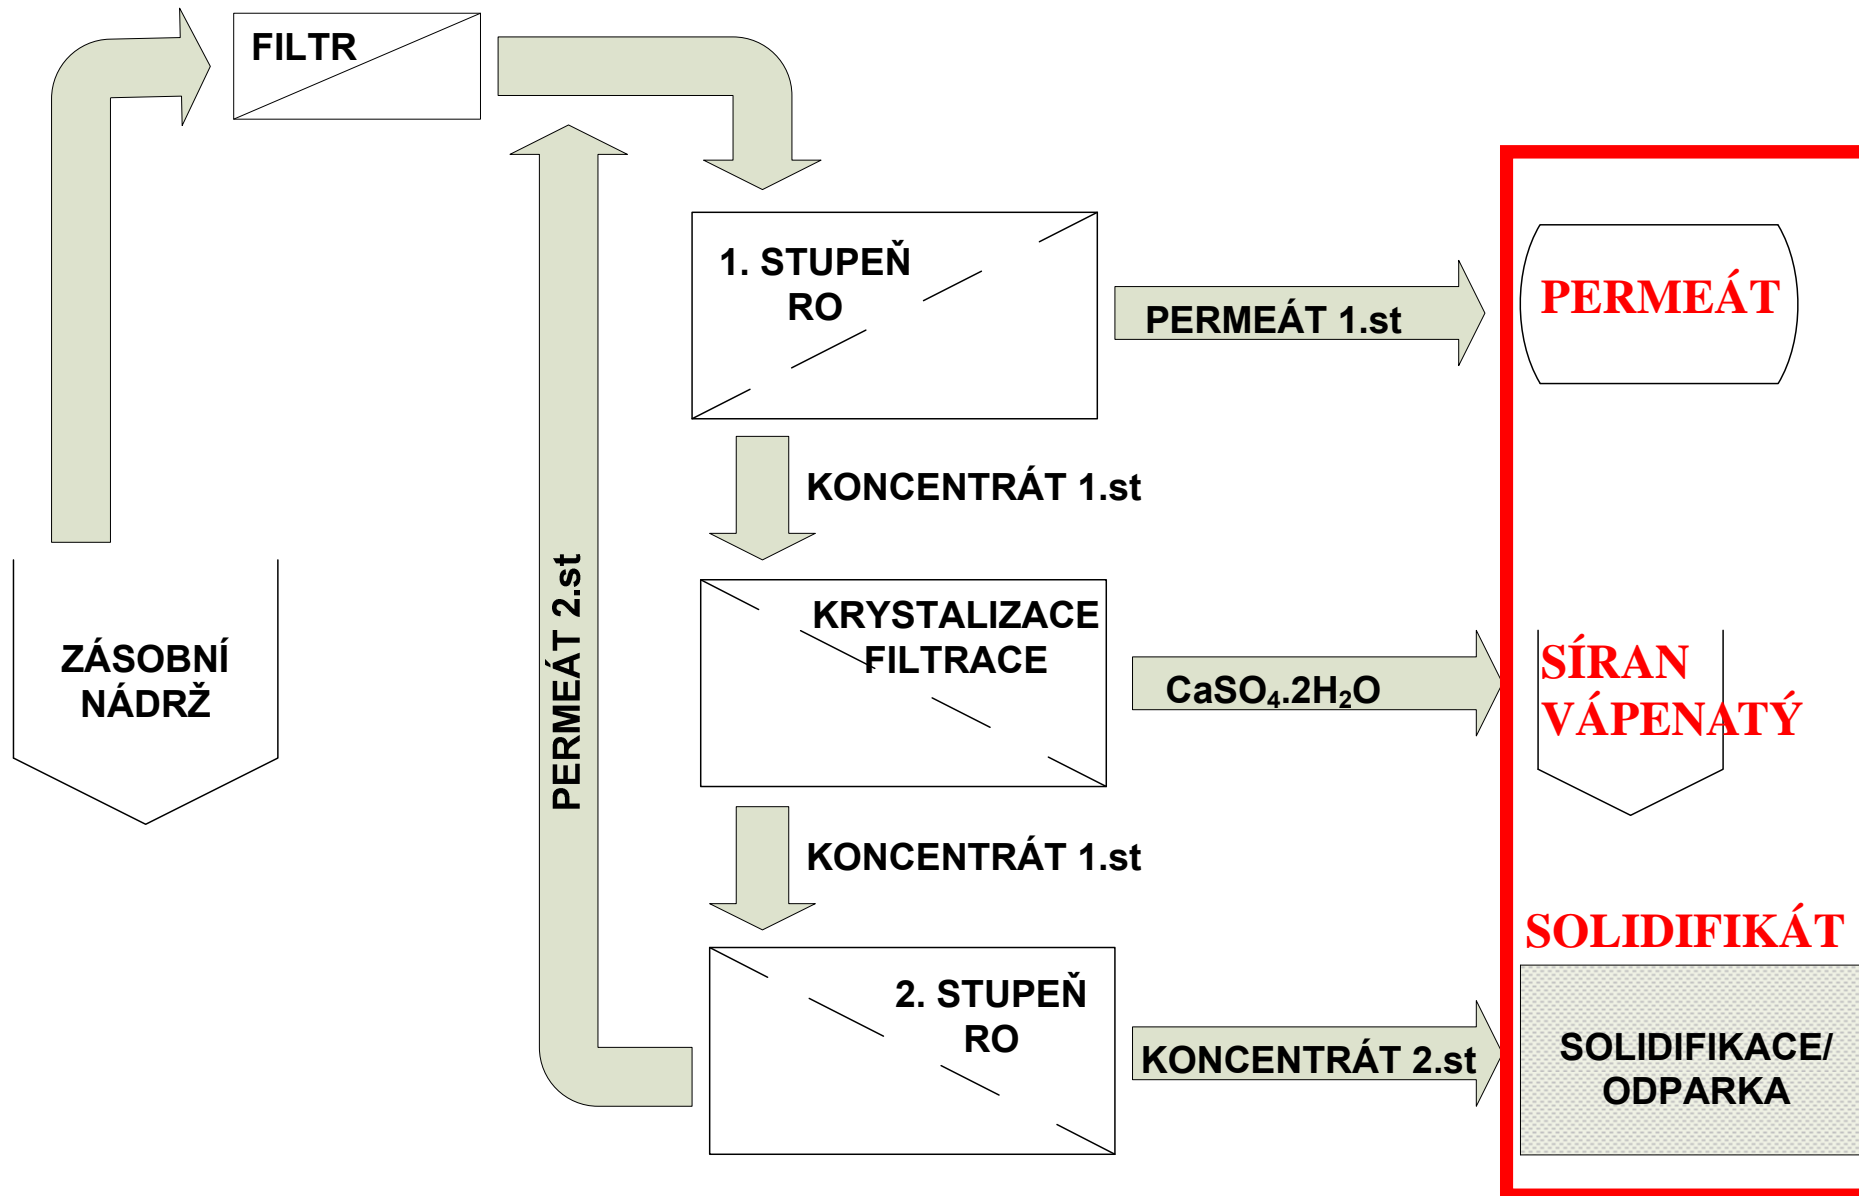 FILTR
1. STUPEŇ
RO
PERMEÁT 1.st
PERMEÁT
KONCENTRÁT 1.st
ZÁSOBNÍ
NÁDRŽ
PERMEÁT 2.st
KRYSTALIZACE
FILTRACE
CaSO₄.2H₂O
SÍRAN
VÁPENATÝ
KONCENTRÁT 1.st
2. STUPEŇ
RO
KONCENTRÁT 2.st
SOLIDIFIKÁT
SOLIDIFIKACE/
ODPARKA